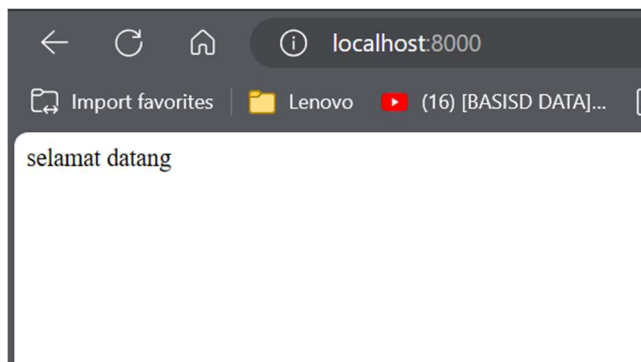 localhost:8000
Import favorites Lenovo (16) [BASISD DATA]...
selamat datang